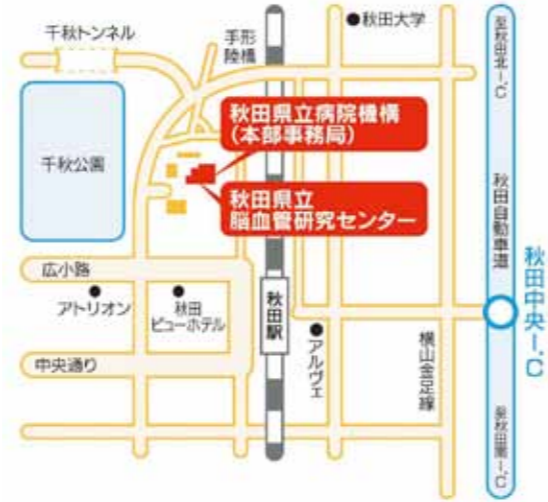 千秋トンネル
手形
陸橋
●秋田大学
至秋田北I.C
千秋公園
秋田県立病院機構
(本部事務局)
秋田県立
脳血管研究センター
秋田自動車道
秋田中央I.C
広小路
アトリオン
秋田
ビューホテル
秋田駅
アルヴェ
横山金足線
中央通り
至秋田南I.C